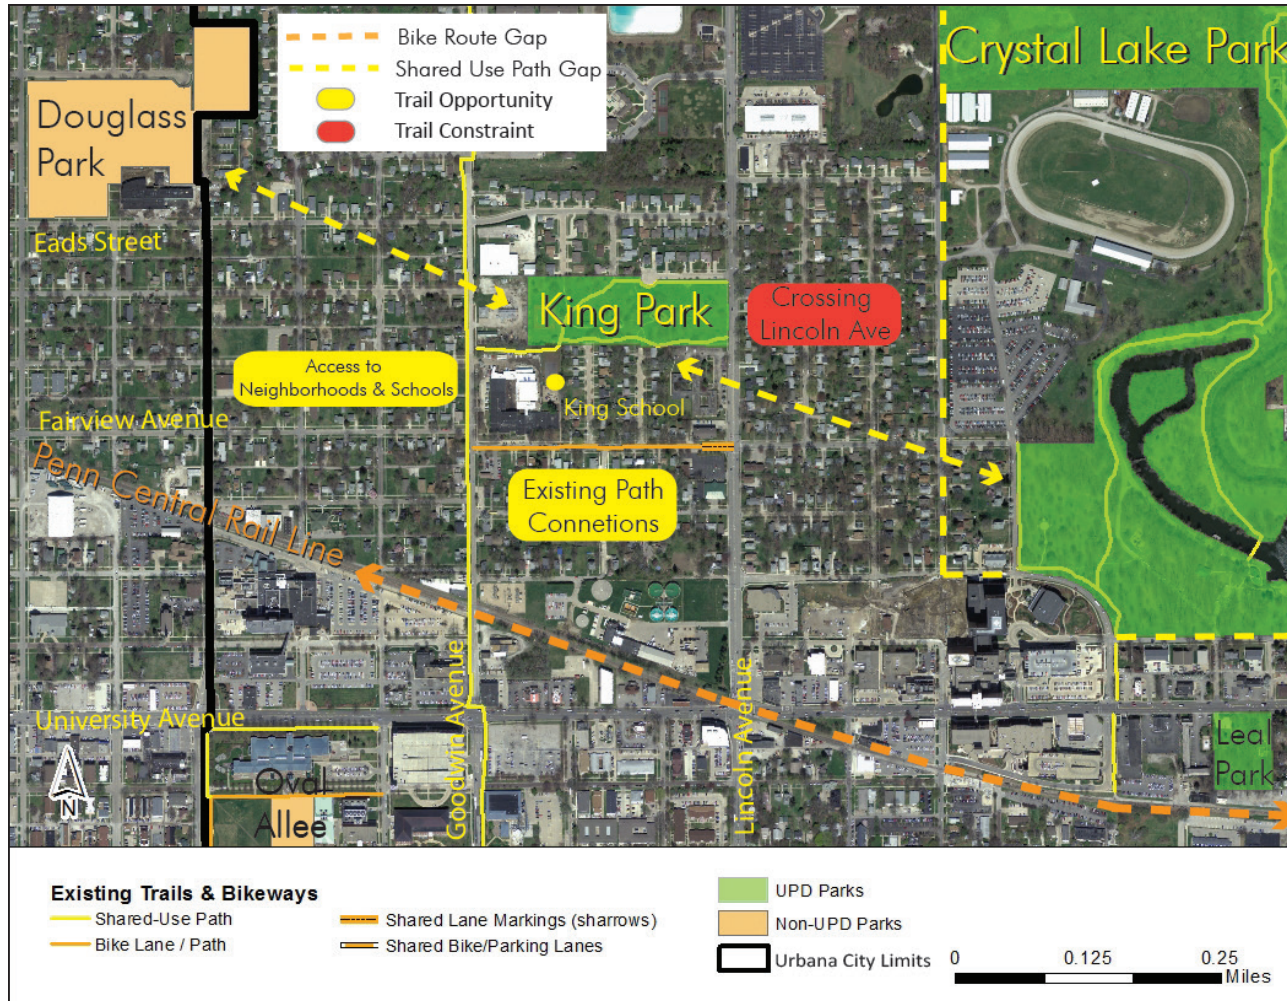 Bike Route Gap
Shared Use Path Gap
Trail Opportunity
Trail Constraint
Crystal Lake Park
Douglass
Park
Eads Street
King Park
Crossing
Lincoln Ave
Access to
Neighborhoods & Schools
King School
Fairview Avenue
Penn Central Rail Line
Existing Path
Connetions
University Avenue
Goodwin Avenue
Lincoln Avenue
Leal
Park
Oval
Allee
N
Existing Trails & Bikeways
Shared-Use Path
Bike Lane / Path
Shared Lane Markings (sharrows)
Shared Bike/Parking Lanes
UPD Parks
Non-UPD Parks
Urbana City Limits
0 0.125 0.25
Miles